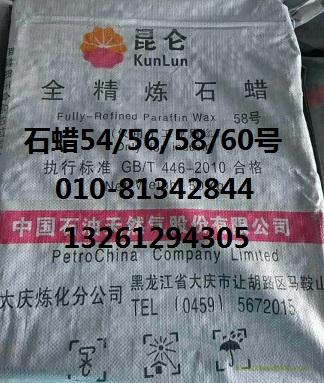 昆仑
KunLun
全精炼石蜡
Fully-Refined Paraffin Wax 58号
石蜡54/56/58/60号
执行标准 GB/T 446-2010 合格
010-81342844
中国石油天然气股份有限公司
13261294305
PetroChina Company Limited
大庆炼化分公司
黑龙江省大庆市让胡路区马鞍山
TEL (0459) 5672015